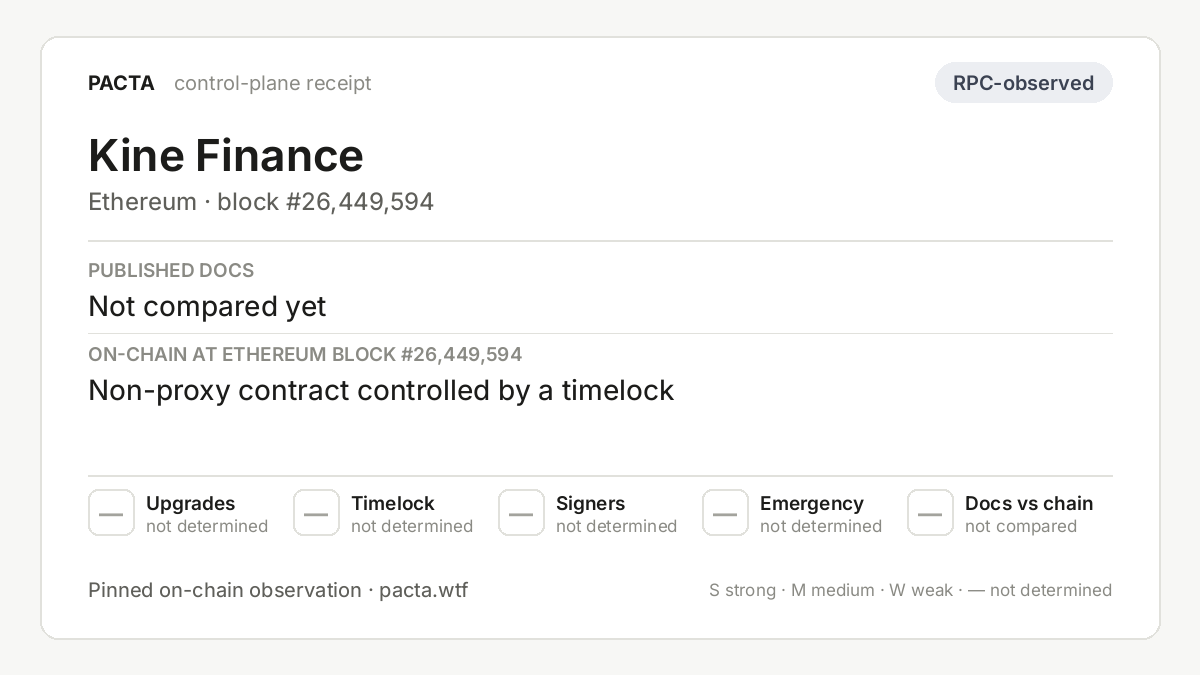 PACTA control-plane receipt
RPC-observed
Kine Finance
Ethereum · block #26,449,594
PUBLISHED DOCS
Not compared yet
ON-CHAIN AT ETHEREUM BLOCK #26,449,594
Non-proxy contract controlled by a timelock
— Upgrades
not determined
— Timelock
not determined
— Signers
not determined
— Emergency
not determined
— Docs vs chain
not compared
Pinned on-chain observation · pacta.wtf
S strong · M medium · W weak · — not determined